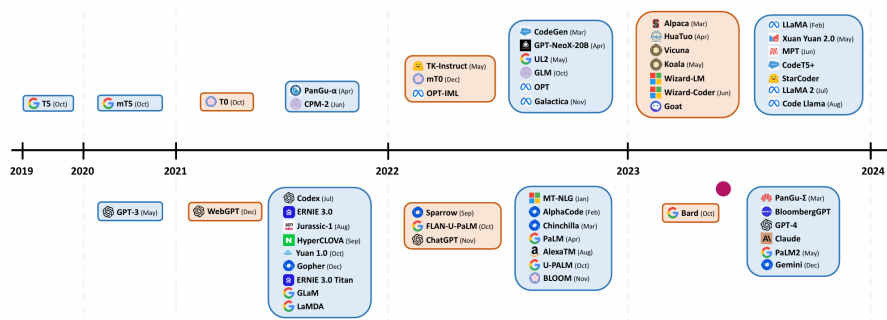 T5 (Oct)
mT5 (Oct)
T0 (Oct)
PanGu-α (Apr)
CPM-2 (Jun)
TK-Instruct (May)
mT0 (Dec)
OPT-IML
CodeGen (Mar)
GPT-NeoX-20B (Apr)
UL2 (May)
GLM (Oct)
OPT
Galactica (Nov)
Alpaca (Mar)
HuaTuo (Apr)
Vicuna
Koala (May)
Wizard-LM
Wizard-Coder (Jun)
Goat
LLaMA (Feb)
Xuan Yuan 2.0 (May)
MPT (Jun)
CodeT5+
StarCoder
LLaMA 2 (Jul)
Code Llama (Aug)
2019
2020
2021
2022
2023
2024
GPT-3 (May)
WebGPT (Dec)
Codex (Jul)
ERNIE 3.0
AI21 labs
Jurassic-1 (Aug)
HyperCLOVA (Sep)
Yuan 1.0 (Oct)
Gopher (Dec)
ERNIE 3.0 Titan
GLaM
LaMDA
Sparrow (Sep)
FLAN-U-PaLM (Oct)
ChatGPT (Nov)
MT-NLG (Jan)
AlphaCode (Feb)
Chinchilla (Mar)
PaLM (Apr)
AlexaTM (Aug)
U-PALM (Oct)
BLOOM (Nov)
Bard (Oct)
PanGu-Σ (Mar)
BloombergGPT
GPT-4
Claude
PaLM2 (May)
Gemini (Dec)